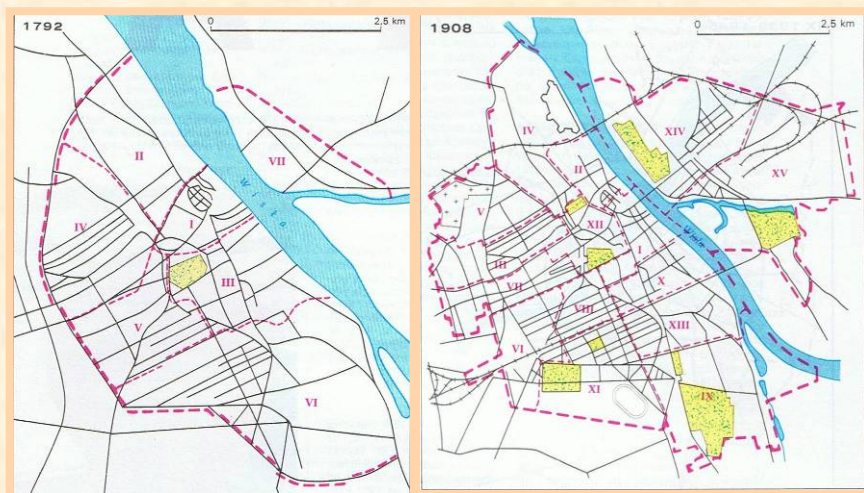 1792
0 2,5 km
II
VII
IV
I
Wisła
III
V
VI
1908
0 2,5 km
IV
XIV
XV
II
V
XII
I
Wisła
III
VII
X
VIII
XIII
VI
XI
IX